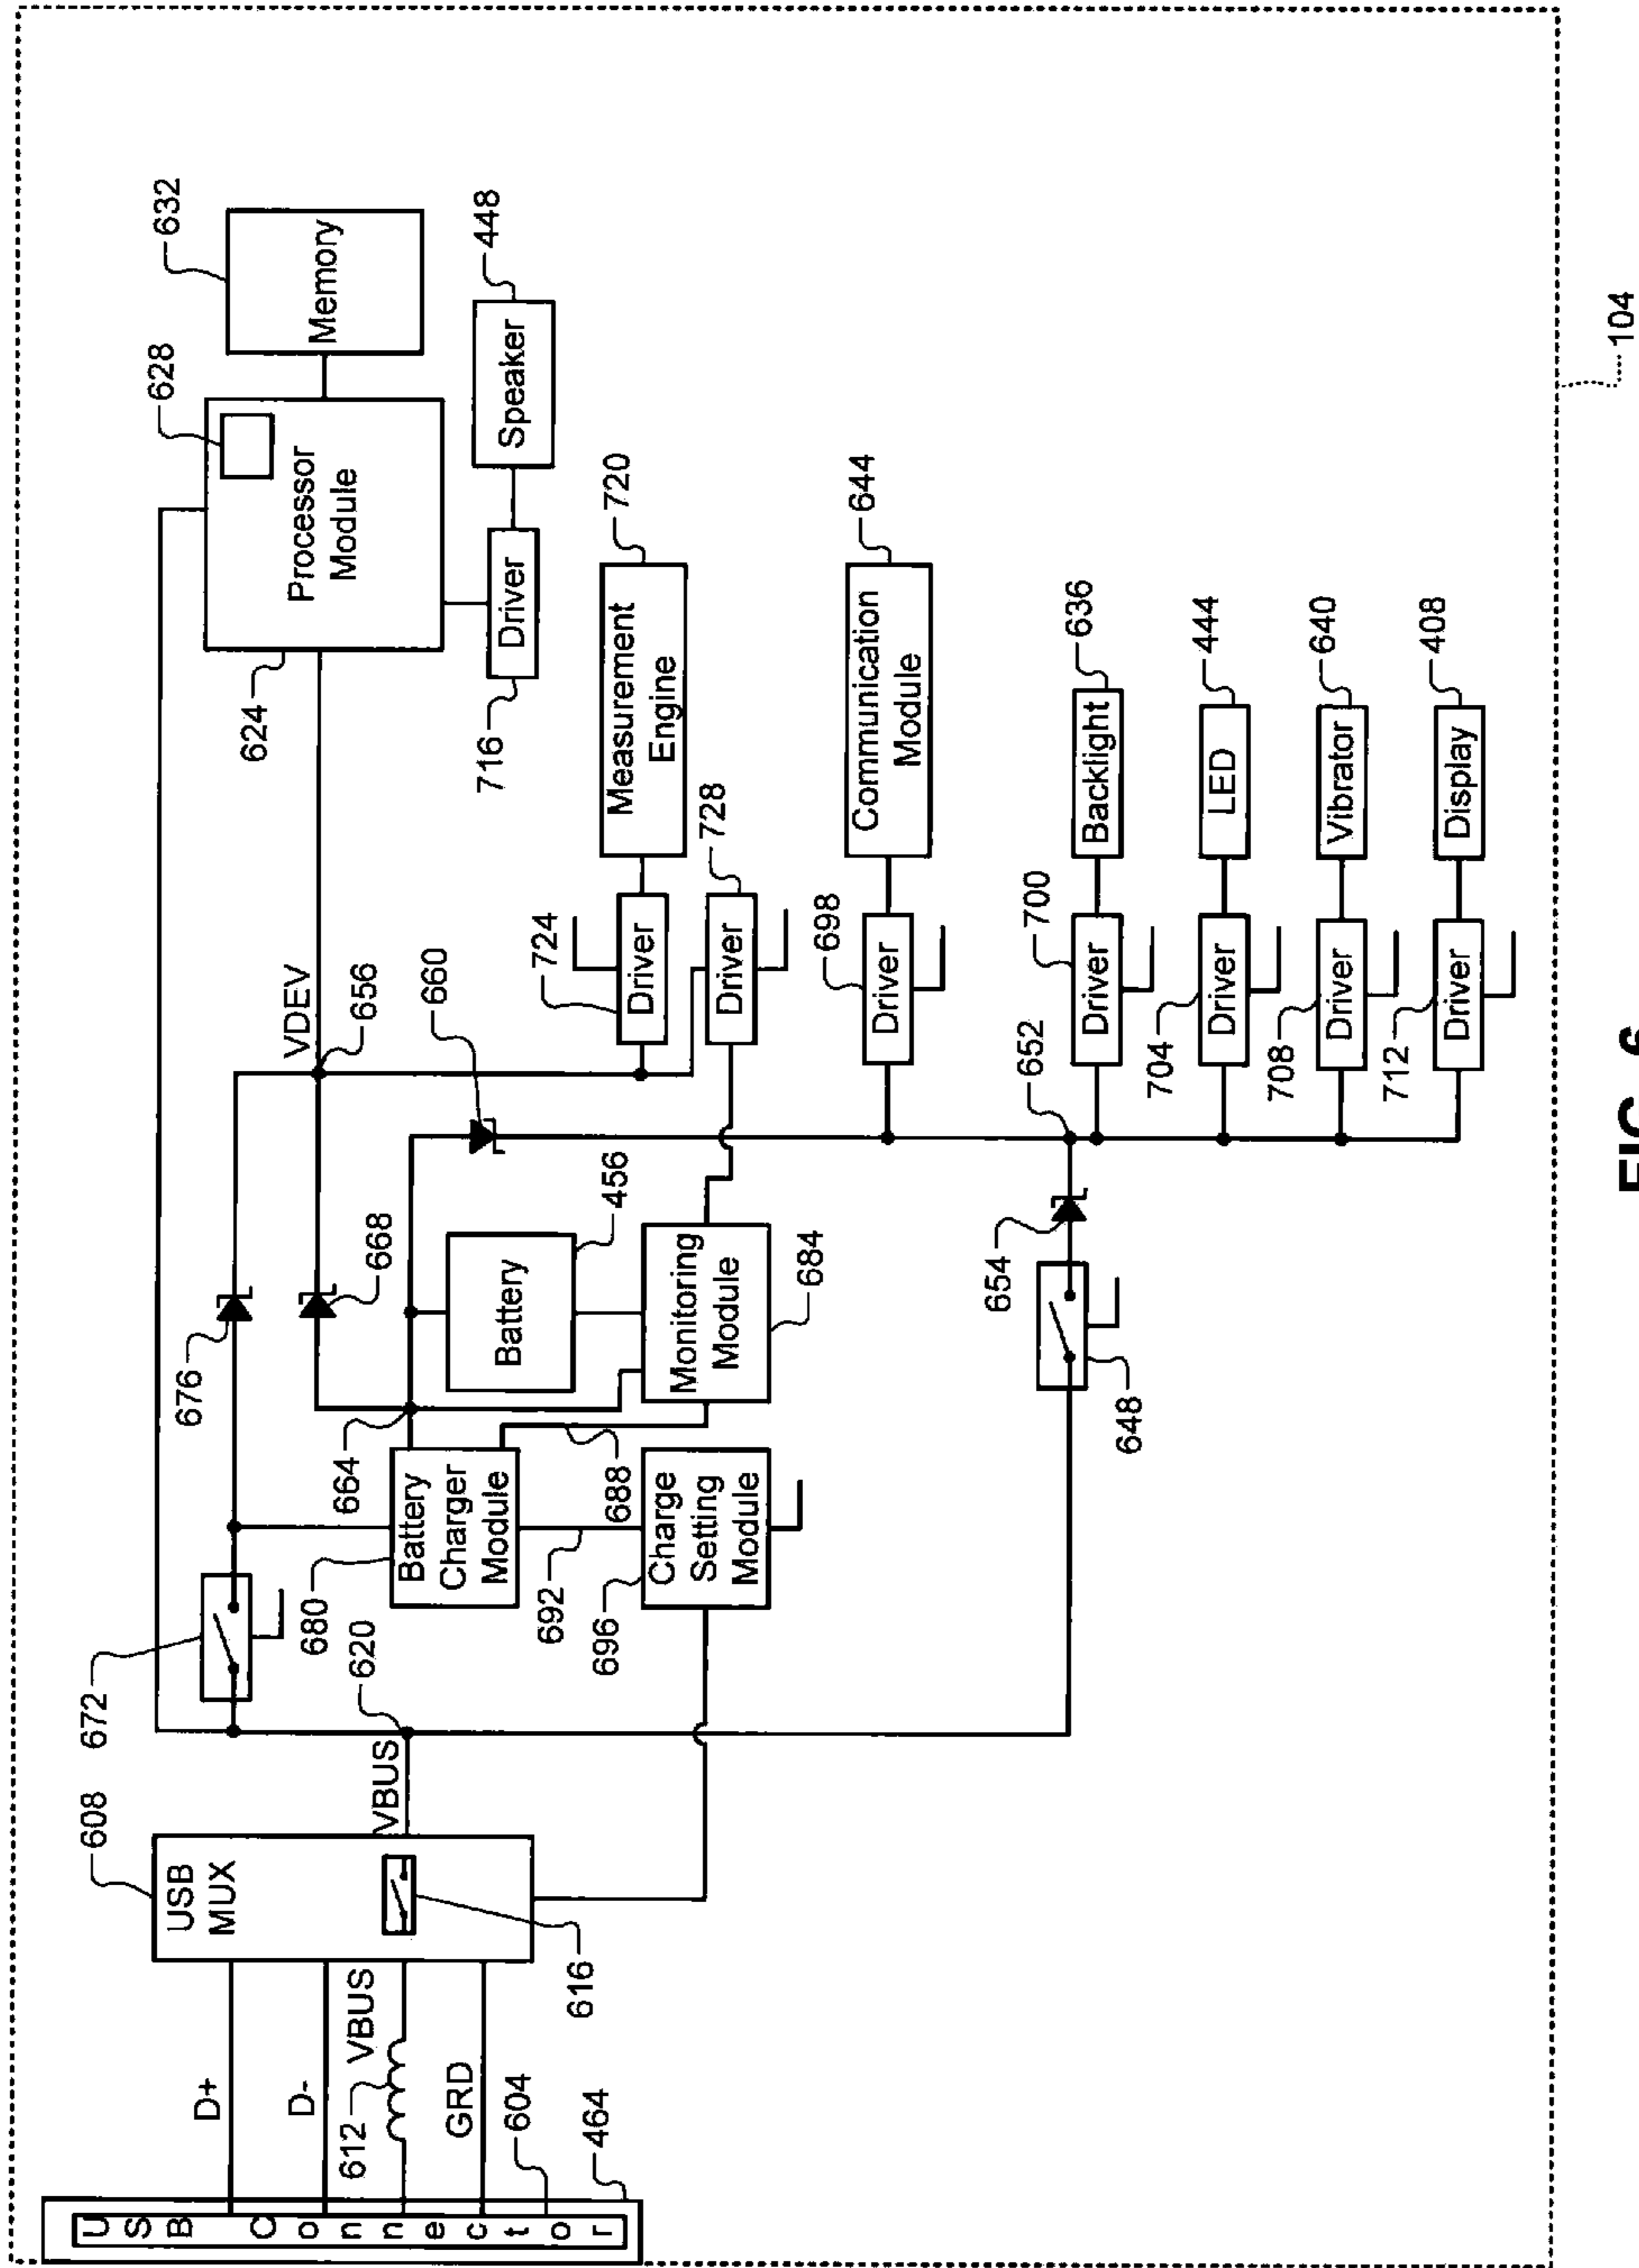 608
672
676
628
632
USB
MUX
D+
D-
612
VBUS
GRD
604
464
616
VBUS
620
680
Battery
Charger
Module
664
668
VDEV
656
660
624
Processor
Module
Memory
692
688
696
Charge
Setting
Module
Battery
456
Monitoring
Module
684
716
Driver
Speaker
448
724
Driver
Measurement
Engine
720
Driver
728
698
Driver
Communication
Module
644
648
654
652
700
Driver
Backlight
636
704
Driver
LED
444
708
Driver
Vibrator
640
712
Driver
Display
408
USB Connector
104
FIG. 6